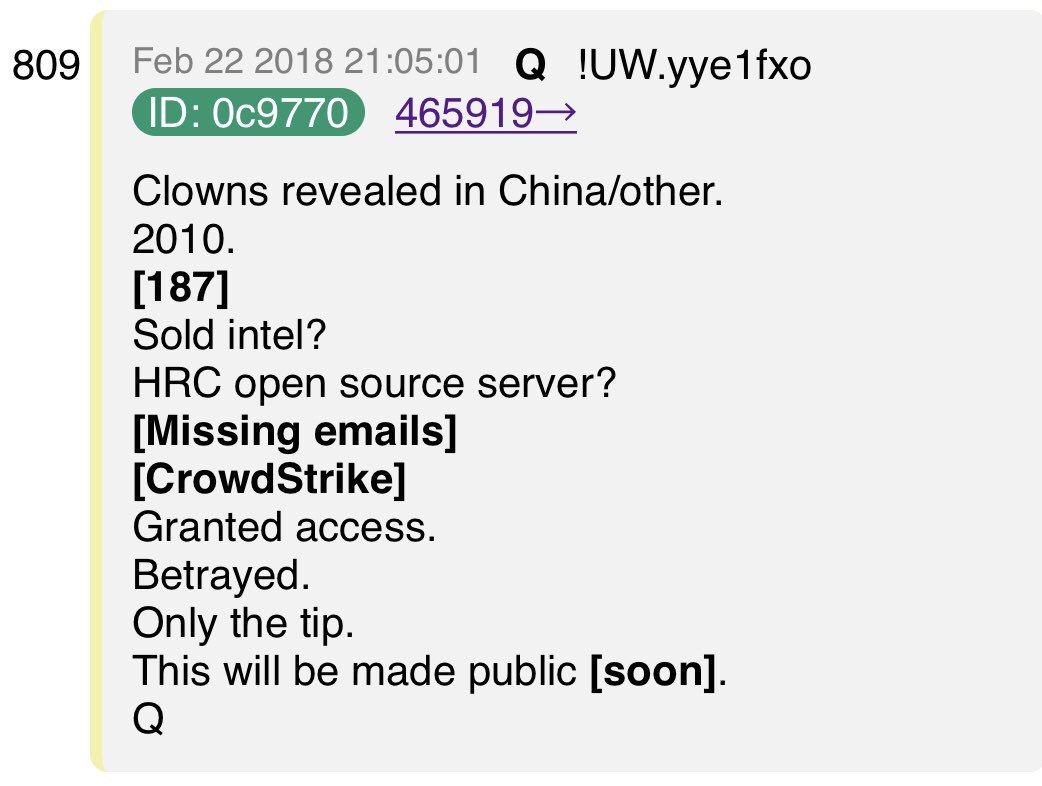 809
Feb 22 2018 21:05:01 Q !UW.yye1fxo
ID: 0c9770 465919→
Clowns revealed in China/other.
2010.
[187]
Sold intel?
HRC open source server?
[Missing emails]
[CrowdStrike]
Granted access.
Betrayed.
Only the tip.
This will be made public [soon].
Q